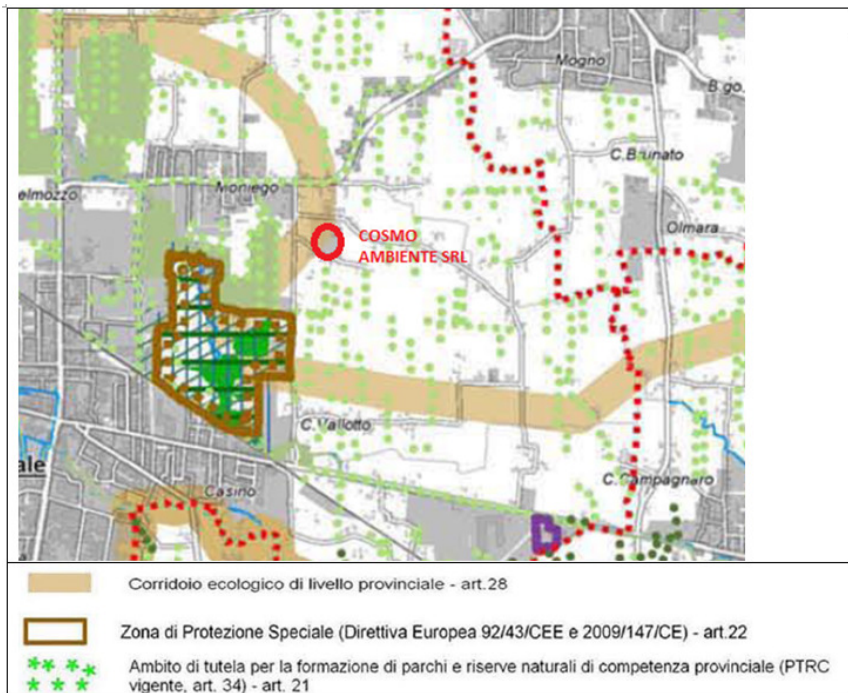 Mogno
Bigo
C.Brunato
elmozzo
Moniego
Olmara
COSMO
AMBIENTE SRL
C.Vallotto
ale
Casino
C.Campagnaro
Corridoio ecologico di livello provinciale - art.28
Zona di Protezione Speciale (Direttiva Europea 92/43/CEE e 2009/147/CE) - art.22
Ambito di tutela per la formazione di parchi e riserve naturali di competenza provinciale (PTRC
vigente, art. 34) - art. 21